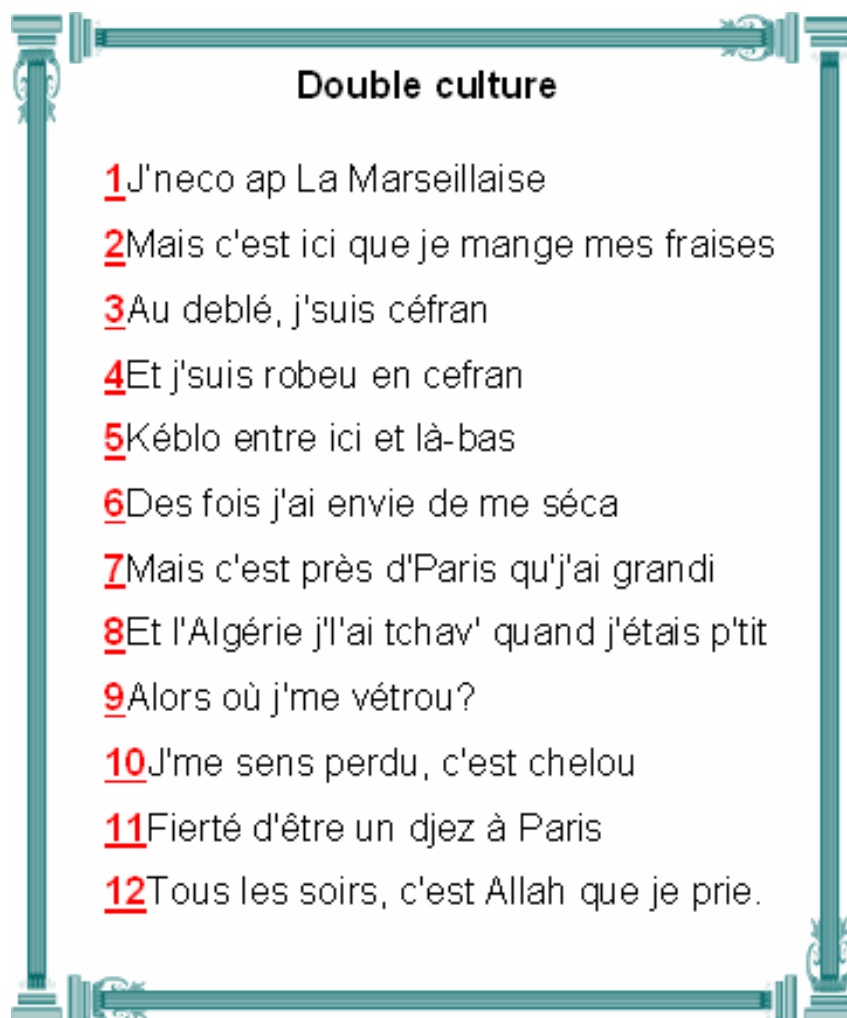 Double culture
1J'neco ap La Marseillaise
2Mais c'est ici que je mange mes fraises
3Au deblé, j'suis céfran
4Et j'suis robeu en cefran
5Kéblo entre ici et là-bas
6Des fois j'ai envie de me séca
7Mais c'est près d'Paris qu'j'ai grandi
8Et l'Algérie j'l'ai tchav' quand j'étais p'tit
9Alors où j'me vétrou?
10J'me sens perdu, c'est chelou
11Fierté d'être un djez à Paris
12Tous les soirs, c'est Allah que je prie.